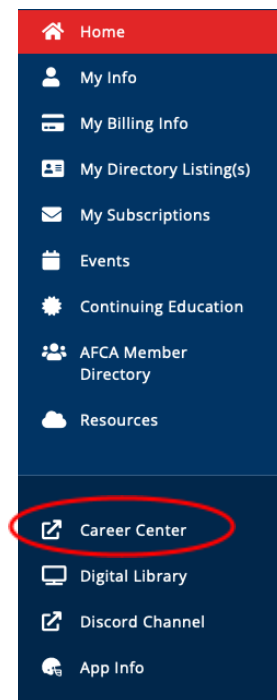 Home
My Info
My Billing Info
My Directory Listing(s)
My Subscriptions
Events
Continuing Education
AFCA Member
Directory
Resources
Career Center
Digital Library
Discord Channel
App Info